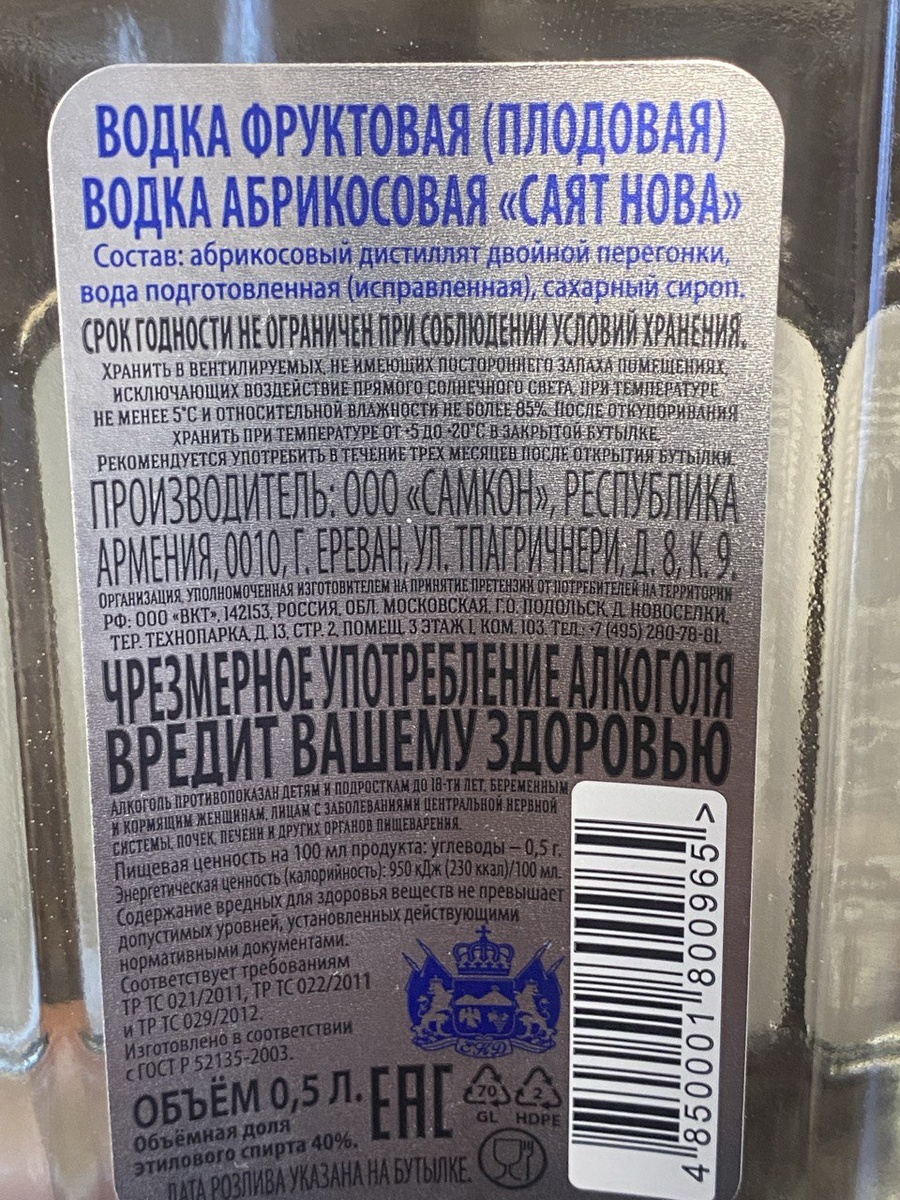 ВОДКА ФРУКТОВАЯ (ПЛОДОВАЯ)
ВОДКА АБРИКОСОВАЯ «САЯТ НОВА»
Состав: абрикосовый дистиллят двойной перегонки,
вода подготовленная (исправленная), сахарный сироп.
СРОК ГОДНОСТИ НЕ ОГРАНИЧЕН ПРИ СОБЛЮДЕНИИ УСЛОВИЙ ХРАНЕНИЯ.
ХРАНИТЬ В ВЕНТИЛИРУЕМЫХ, НЕ ИМЕЮЩИХ ПОСТОРОННЕГО ЗАПАХА ПОМЕЩЕНИЯХ,
ИСКЛЮЧАЮЩИХ ВОЗДЕЙСТВИЕ ПРЯМОГО СОЛНЕЧНОГО СВЕТА, ПРИ ТЕМПЕРАТУРЕ
НЕ МЕНЕЕ 5°С И ОТНОСИТЕЛЬНОЙ ВЛАЖНОСТИ НЕ БОЛЕЕ 85%. ПОСЛЕ ОТКУПОРИВАНИЯ
ХРАНИТЬ ПРИ ТЕМПЕРАТУРЕ ОТ +5 ДО +20°С В ЗАКРЫТОЙ БУТЫЛКЕ.
РЕКОМЕНДУЕТСЯ УПОТРЕБИТЬ В ТЕЧЕНИЕ ТРЕХ МЕСЯЦЕВ ПОСЛЕ ОТКРЫТИЯ БУТЫЛКИ.
ПРОИЗВОДИТЕЛЬ: ООО «САМКОН», РЕСПУБЛИКА
АРМЕНИЯ, 0010, Г. ЕРЕВАН, УЛ. ТПАГРИЧНЕРИ, Д. 8, К. 9.
ОРГАНИЗАЦИЯ, УПОЛНОМОЧЕННАЯ ИЗГОТОВИТЕЛЕМ НА ПРИНЯТИЕ ПРЕТЕНЗИЙ ОТ ПОТРЕБИТЕЛЕЙ НА ТЕРРИТОРИИ
РФ: ООО «ВКТ», 142153, РОССИЯ, ОБЛ. МОСКОВСКАЯ, Г.О. ПОДОЛЬСК, Д. НОВОСЕЛКИ,
ТЕР. ТЕХНОПАРКА, Д. 13, СТР. 2, ПОМЕЩ. 3 ЭТАЖ 1, КОМ. 103. ТЕЛ.: +7 (495) 280-78-81.
ЧРЕЗМЕРНОЕ УПОТРЕБЛЕНИЕ АЛКОГОЛЯ
ВРЕДИТ ВАШЕМУ ЗДОРОВЬЮ
АЛКОГОЛЬ ПРОТИВОПОКАЗАН ДЕТЯМ И ПОДРОСТКАМ ДО 18-ТИ ЛЕТ, БЕРЕМЕННЫМ
И КОРМЯЩИМ ЖЕНЩИНАМ, ЛИЦАМ С ЗАБОЛЕВАНИЯМИ ЦЕНТРАЛЬНОЙ НЕРВНОЙ
СИСТЕМЫ, ПОЧЕК, ПЕЧЕНИ И ДРУГИХ ОРГАНОВ ПИЩЕВАРЕНИЯ.
Пищевая ценность на 100 мл продукта: углеводы – 0,5 г.
Энергетическая ценность (калорийность): 950 кДж (230 ккал)/100 мл.
Содержание вредных для здоровья веществ не превышает
допустимых уровней, установленных действующими
нормативными документами.
Соответствует требованиям
ТР ТС 021/2011, ТР ТС 022/2011
и ТР ТС 029/2012.
Изготовлено в соответствии
с ГОСТ Р 52135-2003.
ОБЪЁМ 0,5 Л.
EAC
70
GL
2
HDPE
Объёмная доля
этилового спирта 40%.
ДАТА РОЗЛИВА УКАЗАНА НА БУТЫЛКЕ.
4 850001 800965 >